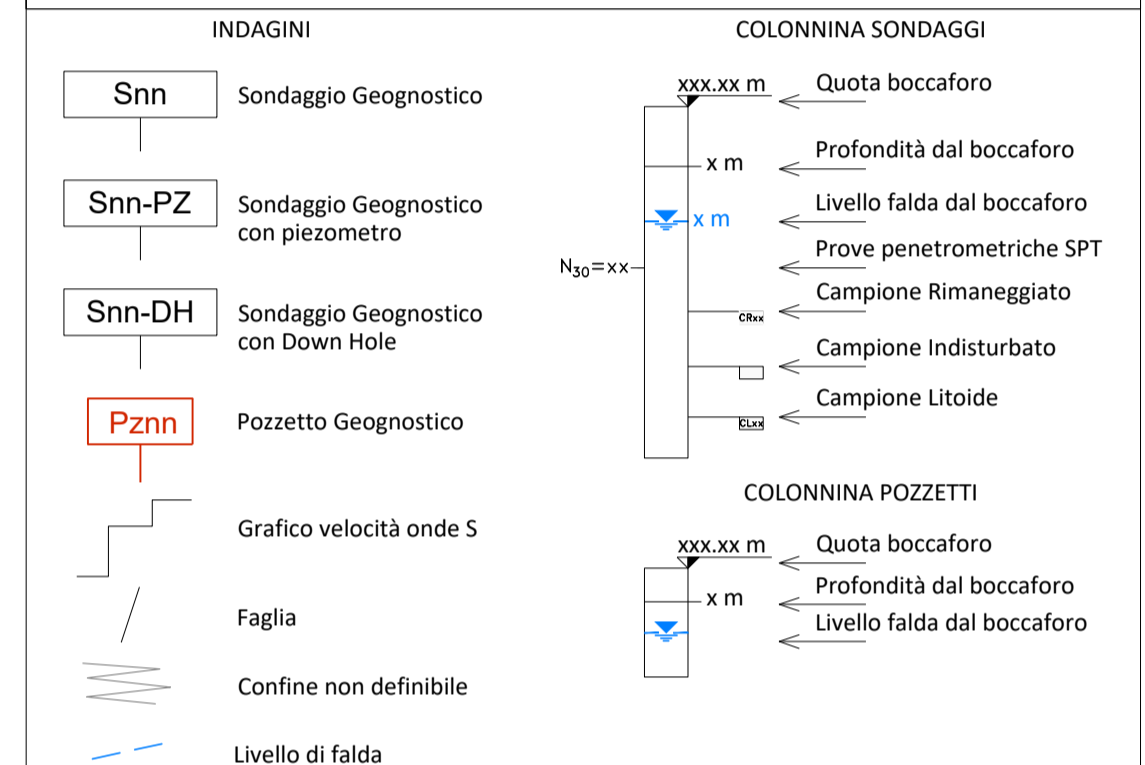 INDAGINI
Snn
Sondaggio Geognostico
Snn-PZ
Sondaggio Geognostico
con piezometro
Snn-DH
Sondaggio Geognostico
con Down Hole
Pznn
Pozzetto Geognostico
Grafico velocità onde S
Faglia
Confine non definibile
Livello di falda
COLONNINA SONDAGGI
xxx.xx m
Quota boccaforo
x m
Profondità dal boccaforo
x m
Livello falda dal boccaforo
N30=xx
Prove penetrometriche SPT
CRxx
Campione Rimaneggiato
Campione Indisturbato
CLxx
Campione Litoide
COLONNINA POZZETTI
xxx.xx m
Quota boccaforo
x m
Profondità dal boccaforo
Livello falda dal boccaforo